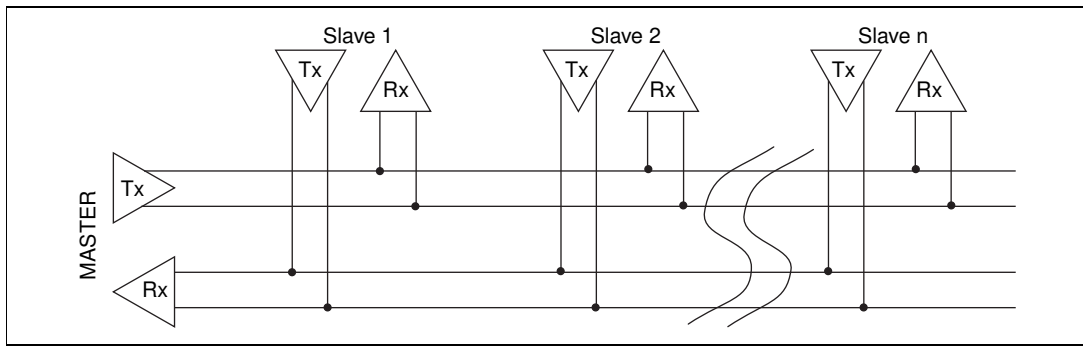 Slave 1
Slave 2
Slave n
Tx
Rx
Tx
Rx
Tx
Rx
MASTER
Tx
Rx